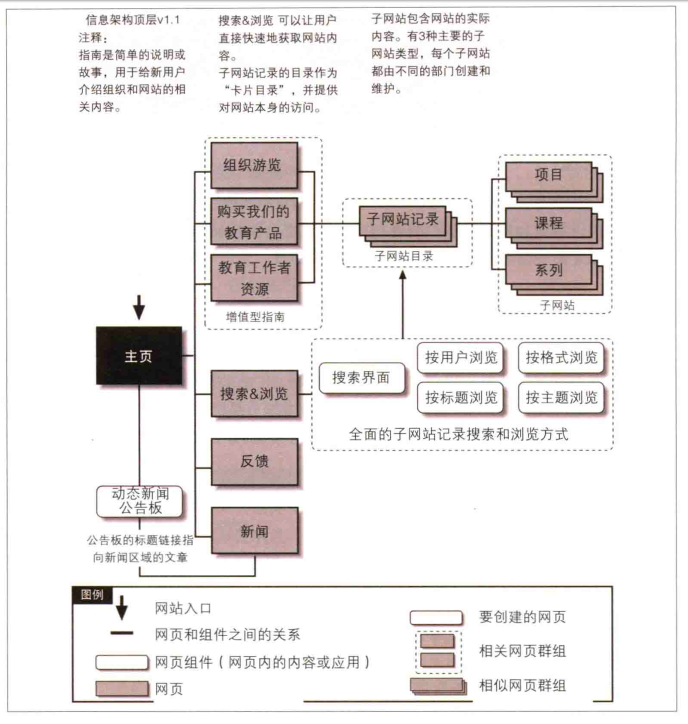 信息架构顶层v1.1
注释：
指南是简单的说明或
故事，用于给新用户
介绍组织和网站的相
关内容。
搜索&浏览 可以让用户
直接快速地获取网站内
容。
子网站记录的目录作为
“卡片目录”，并提供
对网站本身的访问。
子网站包含网站的实际
内容。有3种主要的子
网站类型，每个子网站
都由不同的部门创建和
维护。
组织游览
购买我们的
教育产品
教育工作者
资源
增值型指南
子网站记录
子网站目录
项目
课程
系列
子网站
主页
搜索&浏览
搜索界面
按用户浏览
按格式浏览
按标题浏览
按主题浏览
全面的子网站记录搜索和浏览方式
反馈
动态新闻
公告板
新闻
公告板的标题链接指
向新闻区域的文章
图例
网站入口
网页和组件之间的关系
网页组件（网页内的内容或应用）
网页
要创建的网页
相关网页群组
相似网页群组